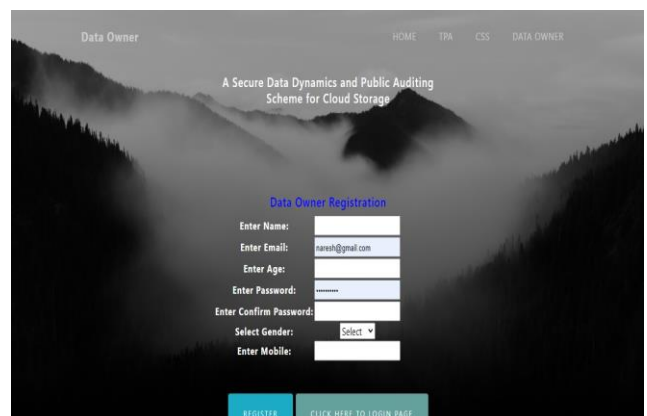 Data Owner HOME TPA CSS DATA OWNER
A Secure Data Dynamics and Public Auditing
Scheme for Cloud Storage
Data Owner Registration
Enter Name:
Enter Email: naresh@gmail.com
Enter Age:
Enter Password: ••••••••••
Enter Confirm Password:
Select Gender: Select
Enter Mobile:
REGISTER CLICK HERE TO LOGIN PAGE